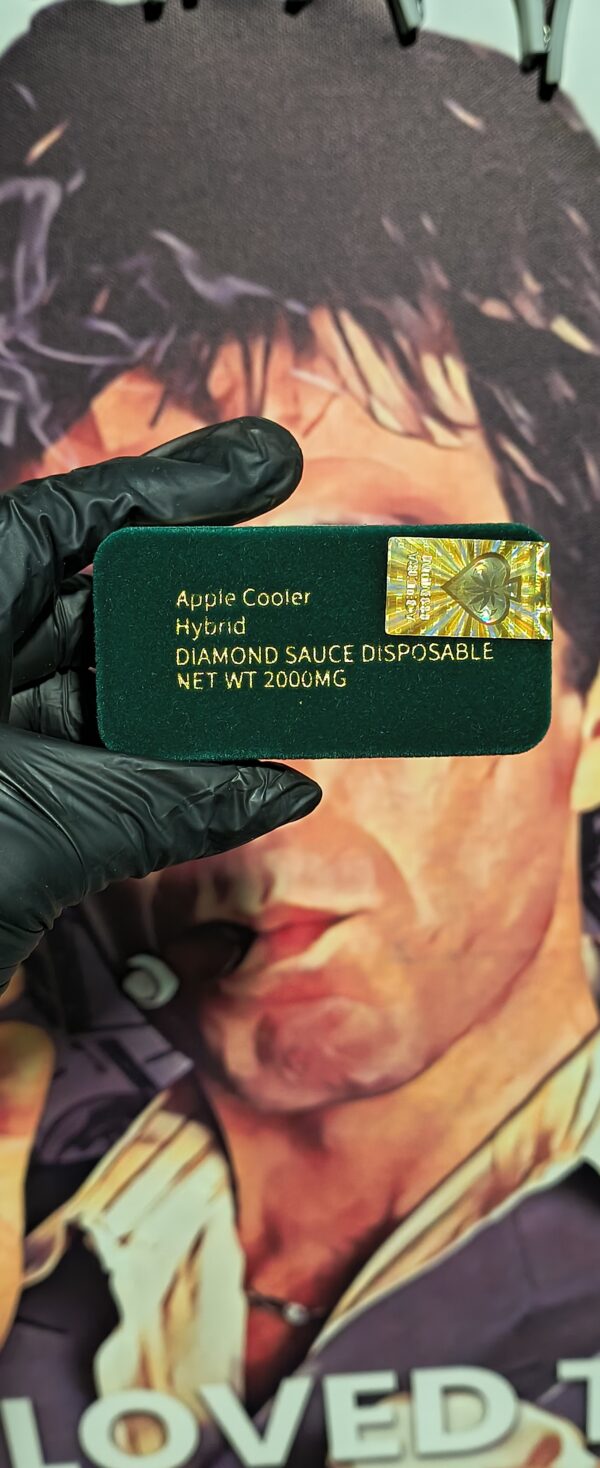 Apple Cooler
Hybrid
DIAMOND SAUCE DISPOSABLE
NET WT 2000MG
LOVED